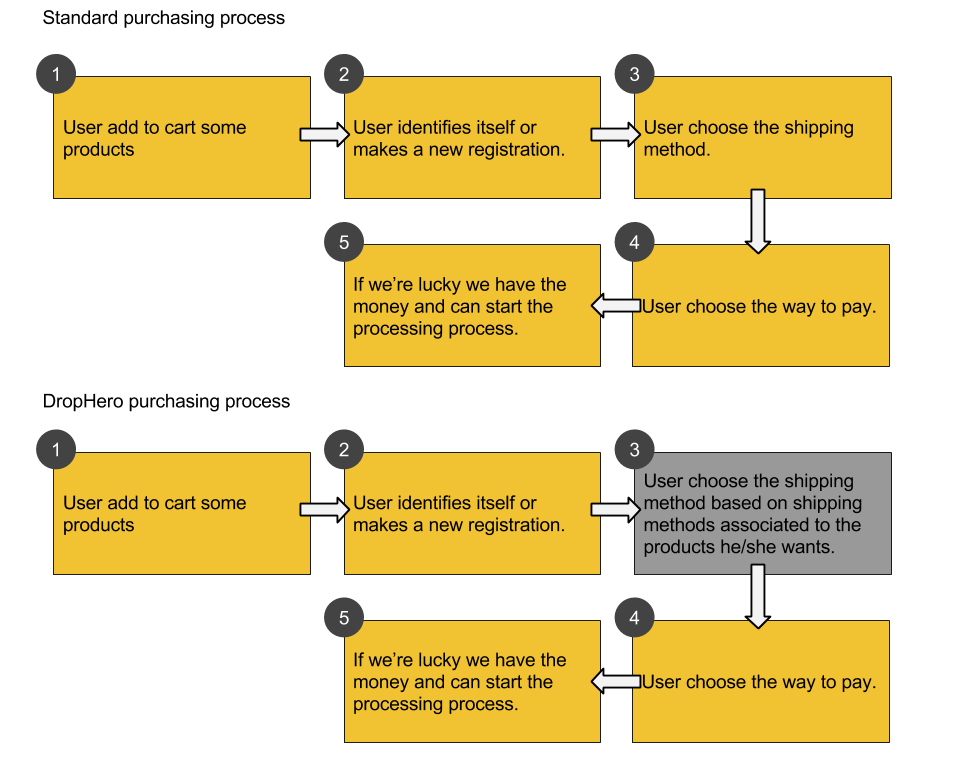 Standard purchasing process
1
User add to cart some
products
2
User identifies itself or
makes a new registration.
3
User choose the shipping
method.
4
User choose the way to pay.
5
If we're lucky we have the
money and can start the
processing process.
DropHero purchasing process
1
User add to cart some
products
2
User identifies itself or
makes a new registration.
3
User choose the shipping
method based on shipping
methods associated to the
products he/she wants.
4
User choose the way to pay.
5
If we're lucky we have the
money and can start the
processing process.